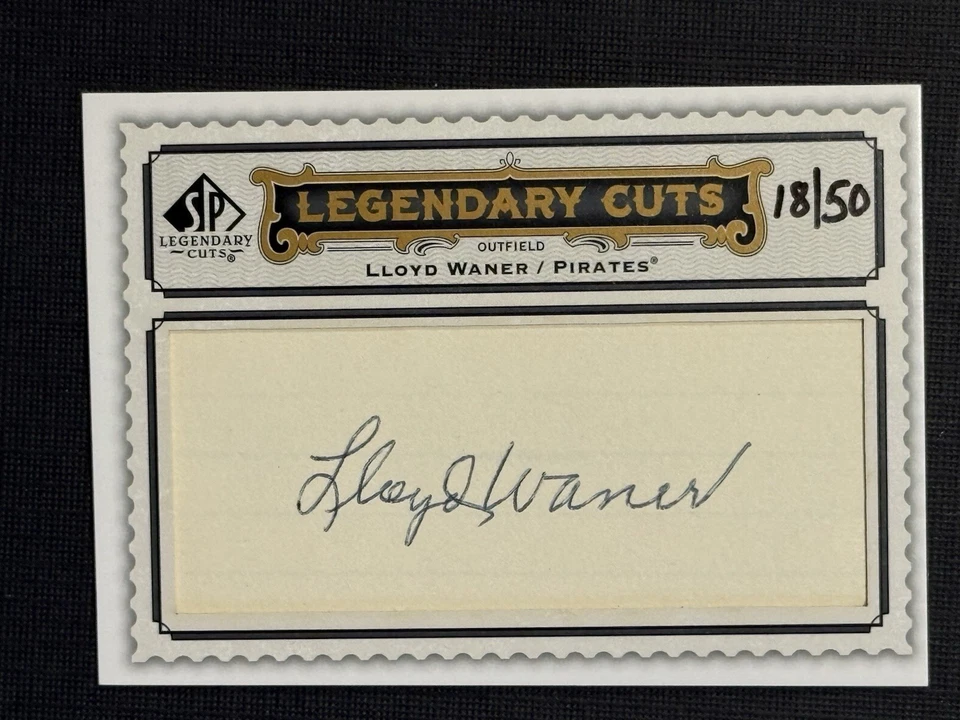 SP
LEGENDARY
CUTS®
LEGENDARY CUTS
18/50
OUTFIELD
LLOYD WANER / PIRATES®
Lloyd Waner